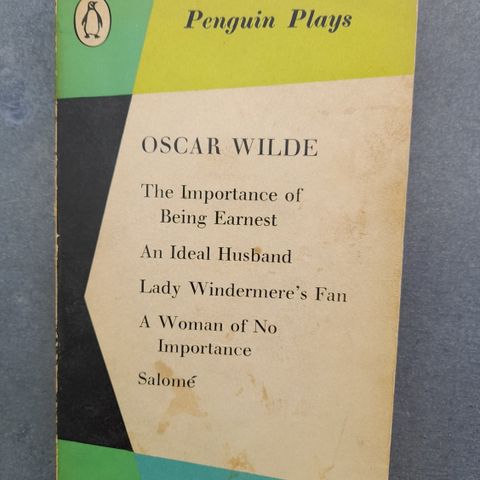 Penguin Plays
OSCAR WILDE
The Importance of
Being Earnest
An Ideal Husband
Lady Windermere's Fan
A Woman of No
Importance
Salomé